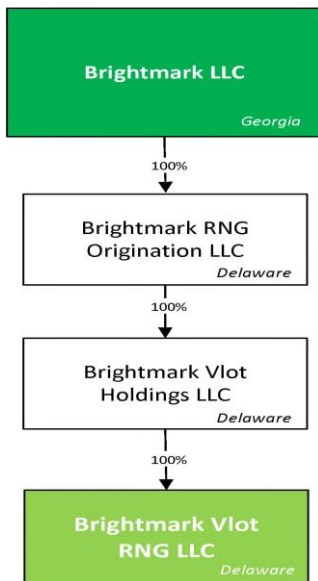 Brightmark LLC
Georgia
100%
Brightmark RNG
Origination LLC
Delaware
100%
Brightmark Vlot
Holdings LLC
Delaware
100%
Brightmark Vlot
RNG LLC
Delaware